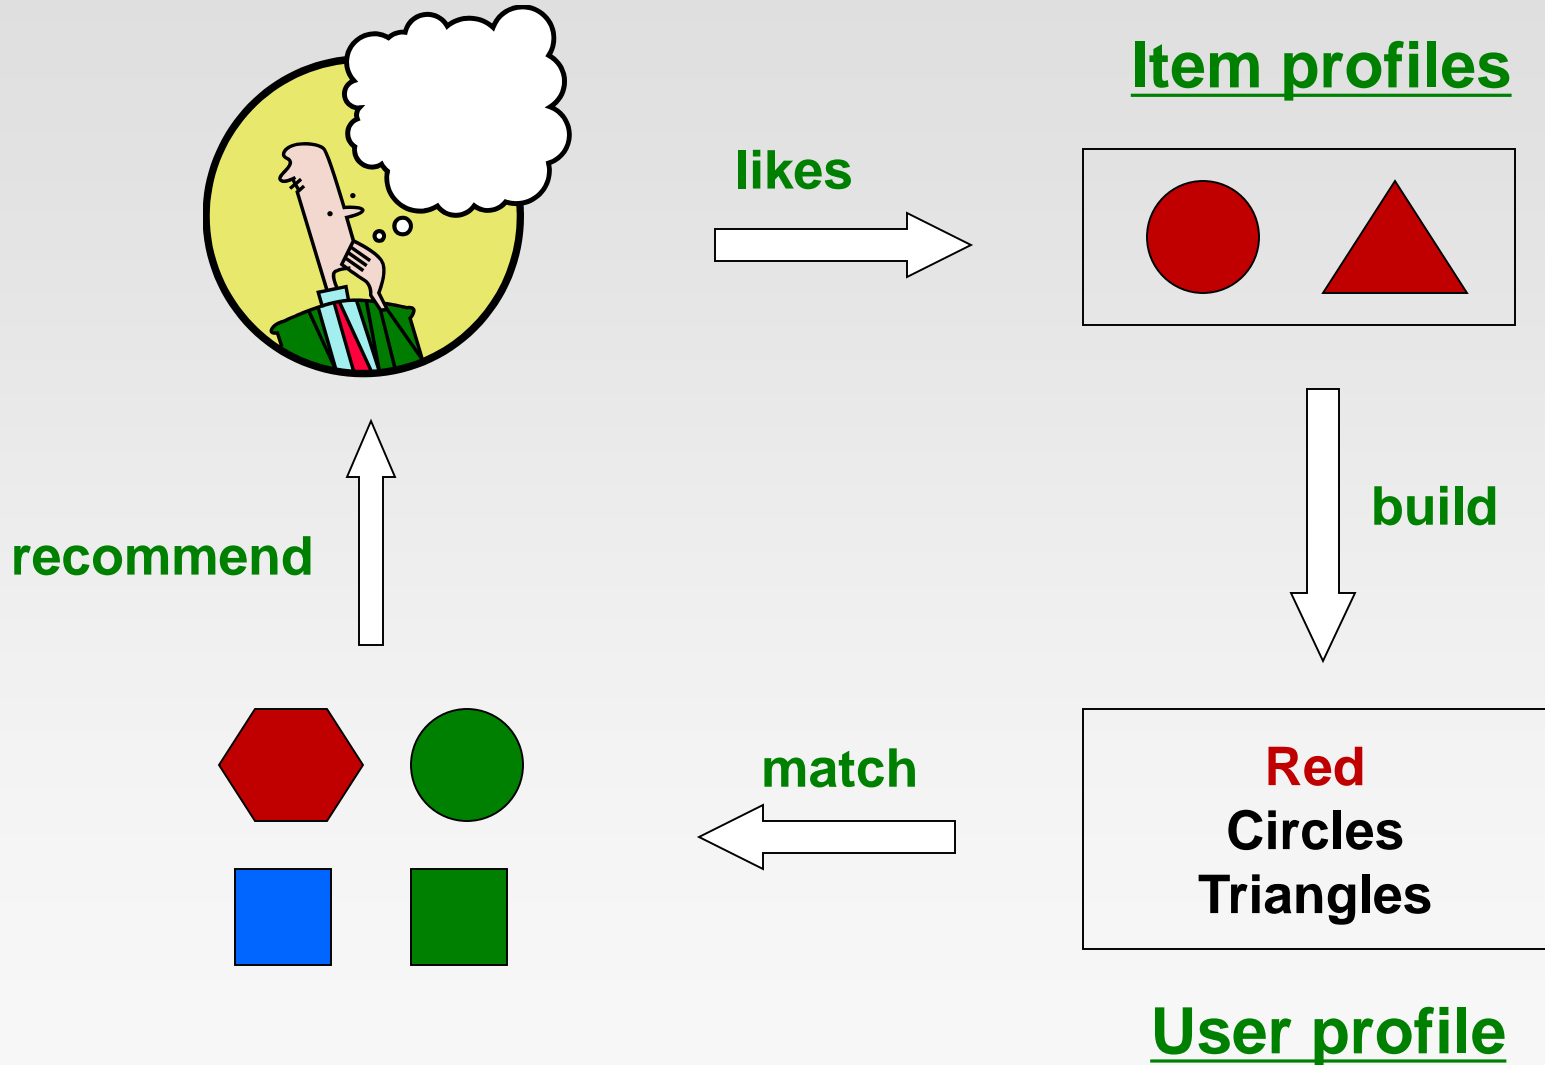 Item profiles
likes
build
recommend
match
Red
Circles
Triangles
User profile